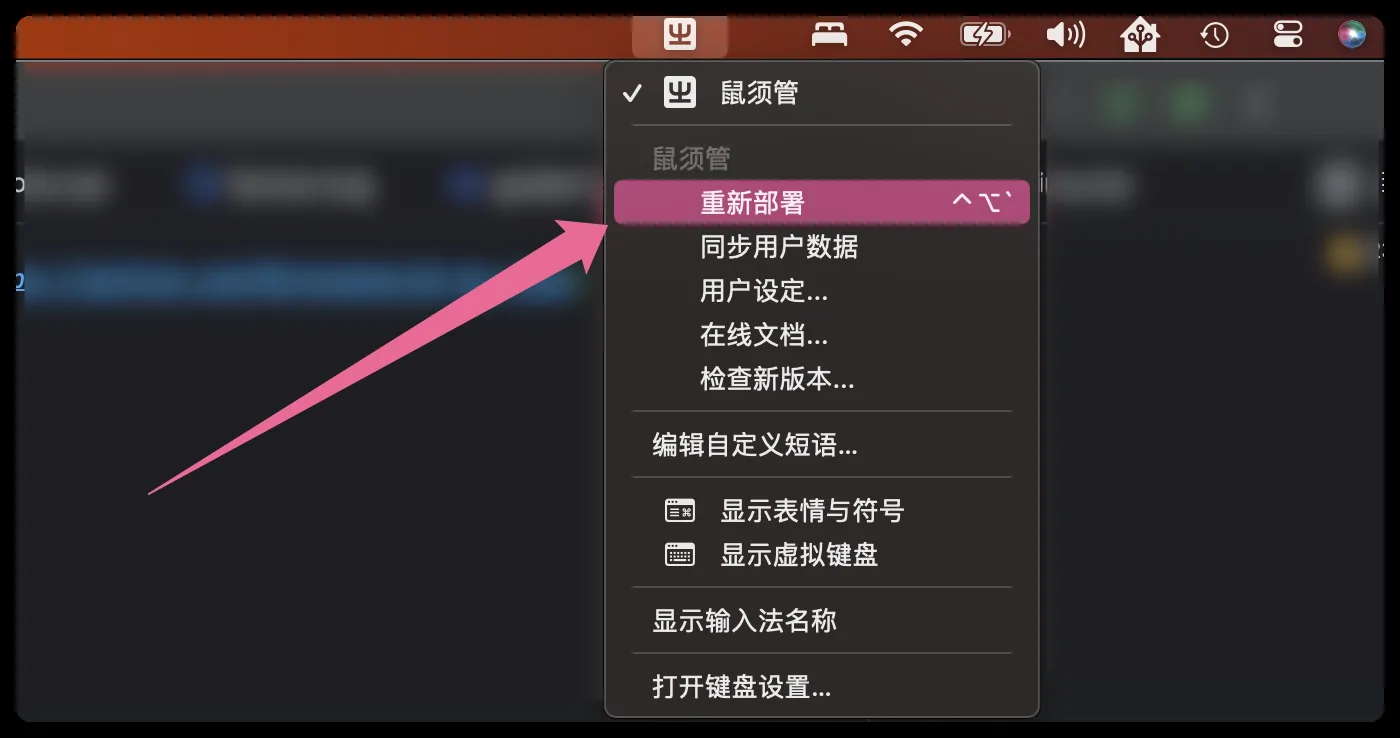 鼠须管
鼠须管
重新部署 ^⌥`
同步用户数据
用户设定...
在线文档...
检查新版本...
编辑自定义短语...
显示表情与符号
显示虚拟键盘
显示输入法名称
打开键盘设置...